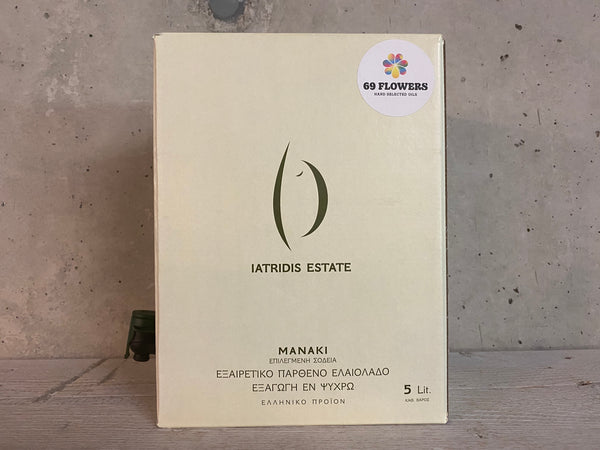 69 FLOWERS
HAND SELECTED OILS
IATRIDIS ESTATE
ΜΑΝΑΚΙ
ΕΠΙΛΕΓΜΕΝΗ ΣΟΔΕΙΑ
ΕΞΑΙΡΕΤΙΚΟ ΠΑΡΘΕΝΟ ΕΛΑΙΟΛΑΔΟ
ΕΞΑΓΩΓΗ ΕΝ ΨΥΧΡΩ
ΕΛΛΗΝΙΚΟ ΠΡΟΪΟΝ
5 Lit.
ΚΑΘ. ΒΑΡΟΣ